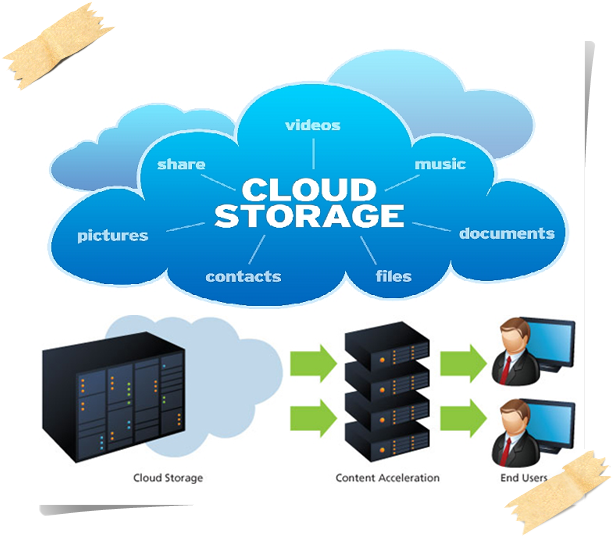 videos
share
music
CLOUD
STORAGE
pictures
documents
contacts
files
Cloud Storage
Content Acceleration
End Users